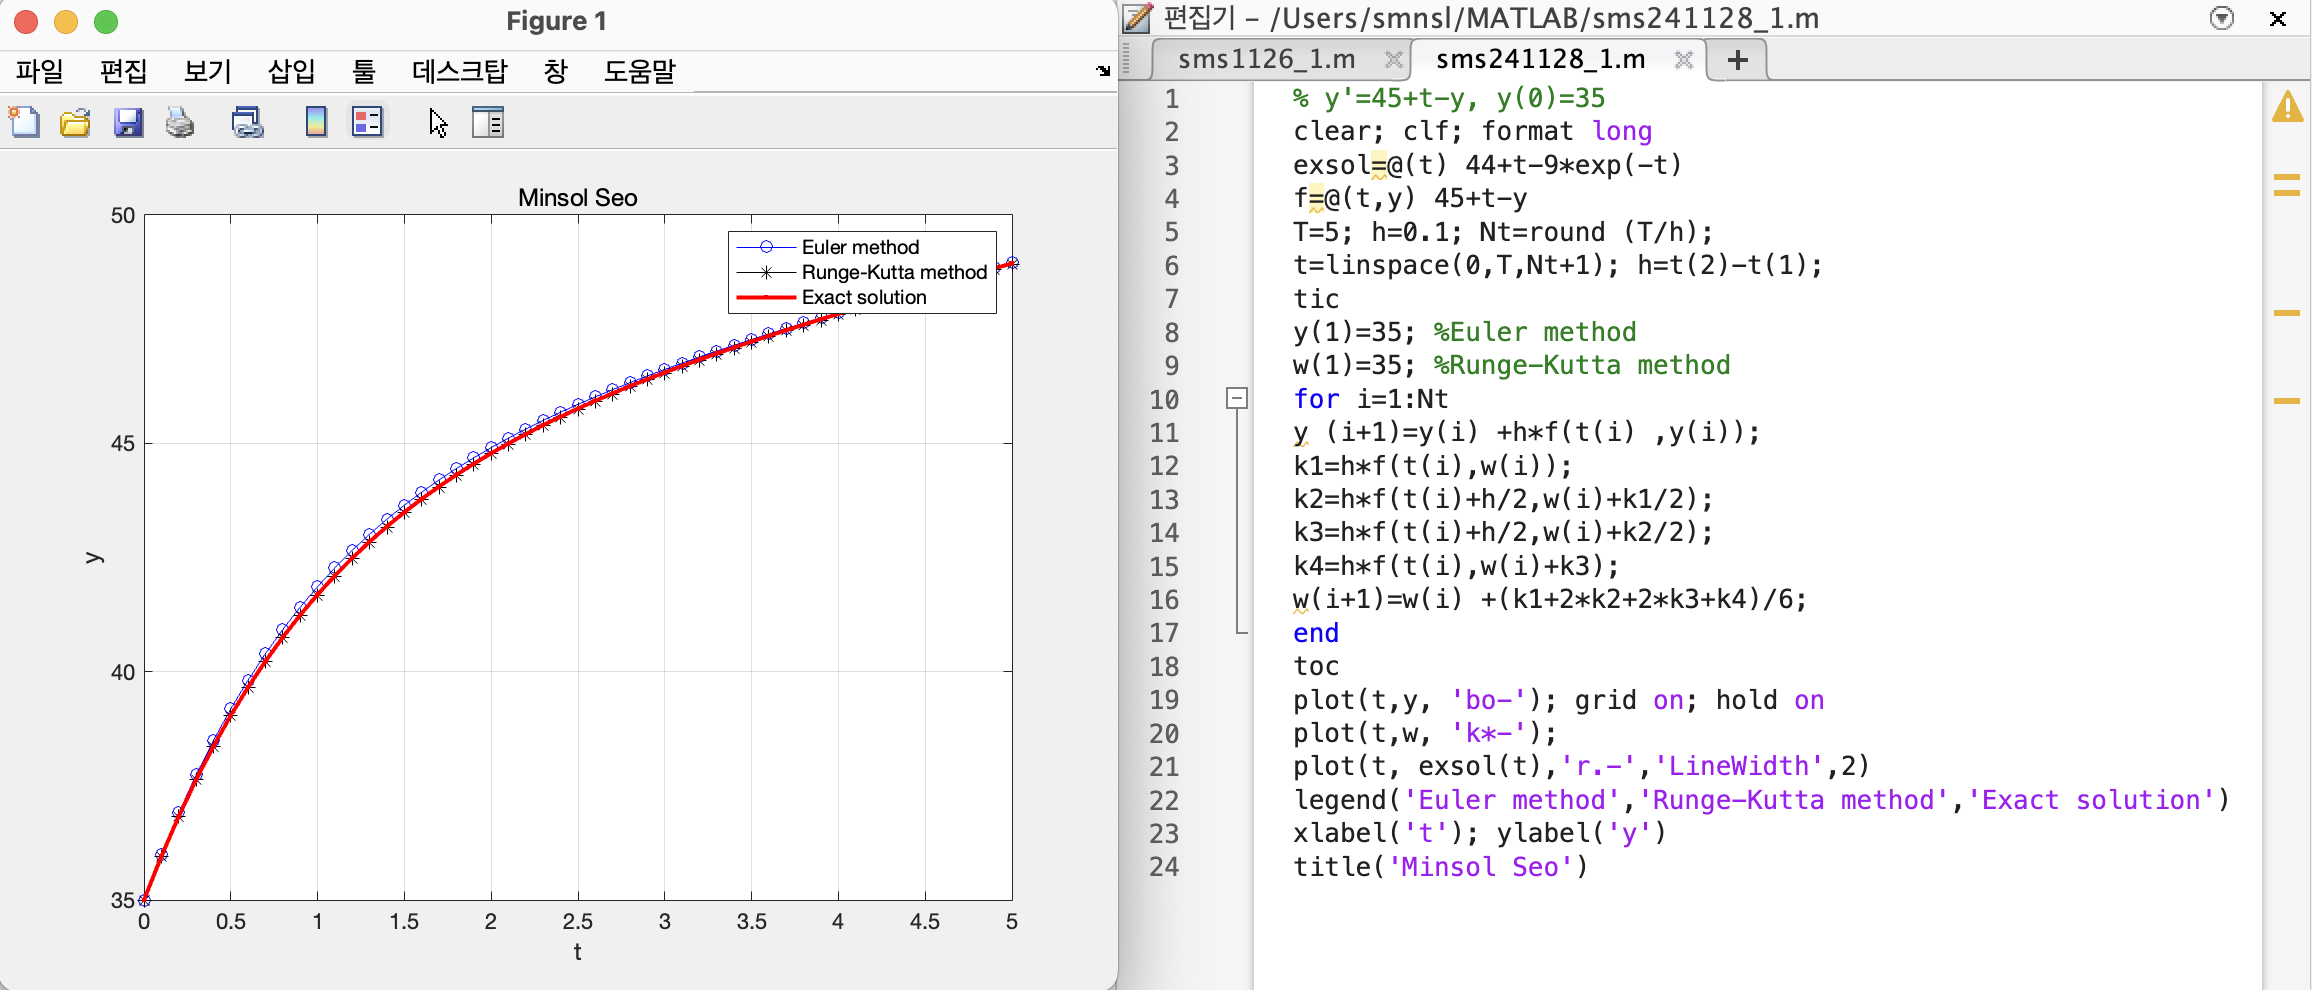 Figure 1
파일 편집 보기 삽입 툴 데스크탑 창 도움말
Minsol Seo
50
45
40
35
y
0 0.5 1 1.5 2 2.5 3 3.5 4 4.5 5
t
Euler method
Runge-Kutta method
Exact solution
편집기 - /Users/smnsl/MATLAB/sms241128_1.m
sms1126_1.m sms241128_1.m +
1 % y'=45+t-y, y(0)=35
2 clear; clf; format long
3 exsol=@(t) 44+t-9*exp(-t)
4 f=@(t,y) 45+t-y
5 T=5; h=0.1; Nt=round (T/h);
6 t=linspace(0,T,Nt+1); h=t(2)-t(1);
7 tic
8 y(1)=35; %Euler method
9 w(1)=35; %Runge-Kutta method
10 for i=1:Nt
11 y (i+1)=y(i) +h*f(t(i) ,y(i));
12 k1=h*f(t(i),w(i));
13 k2=h*f(t(i)+h/2,w(i)+k1/2);
14 k3=h*f(t(i)+h/2,w(i)+k2/2);
15 k4=h*f(t(i),w(i)+k3);
16 w(i+1)=w(i) +(k1+2*k2+2*k3+k4)/6;
17 end
18 toc
19 plot(t,y, 'bo-'); grid on; hold on
20 plot(t,w, 'k*-');
21 plot(t, exsol(t),'r.-','LineWidth',2)
22 legend('Euler method','Runge-Kutta method','Exact solution')
23 xlabel('t'); ylabel('y')
24 title('Minsol Seo')